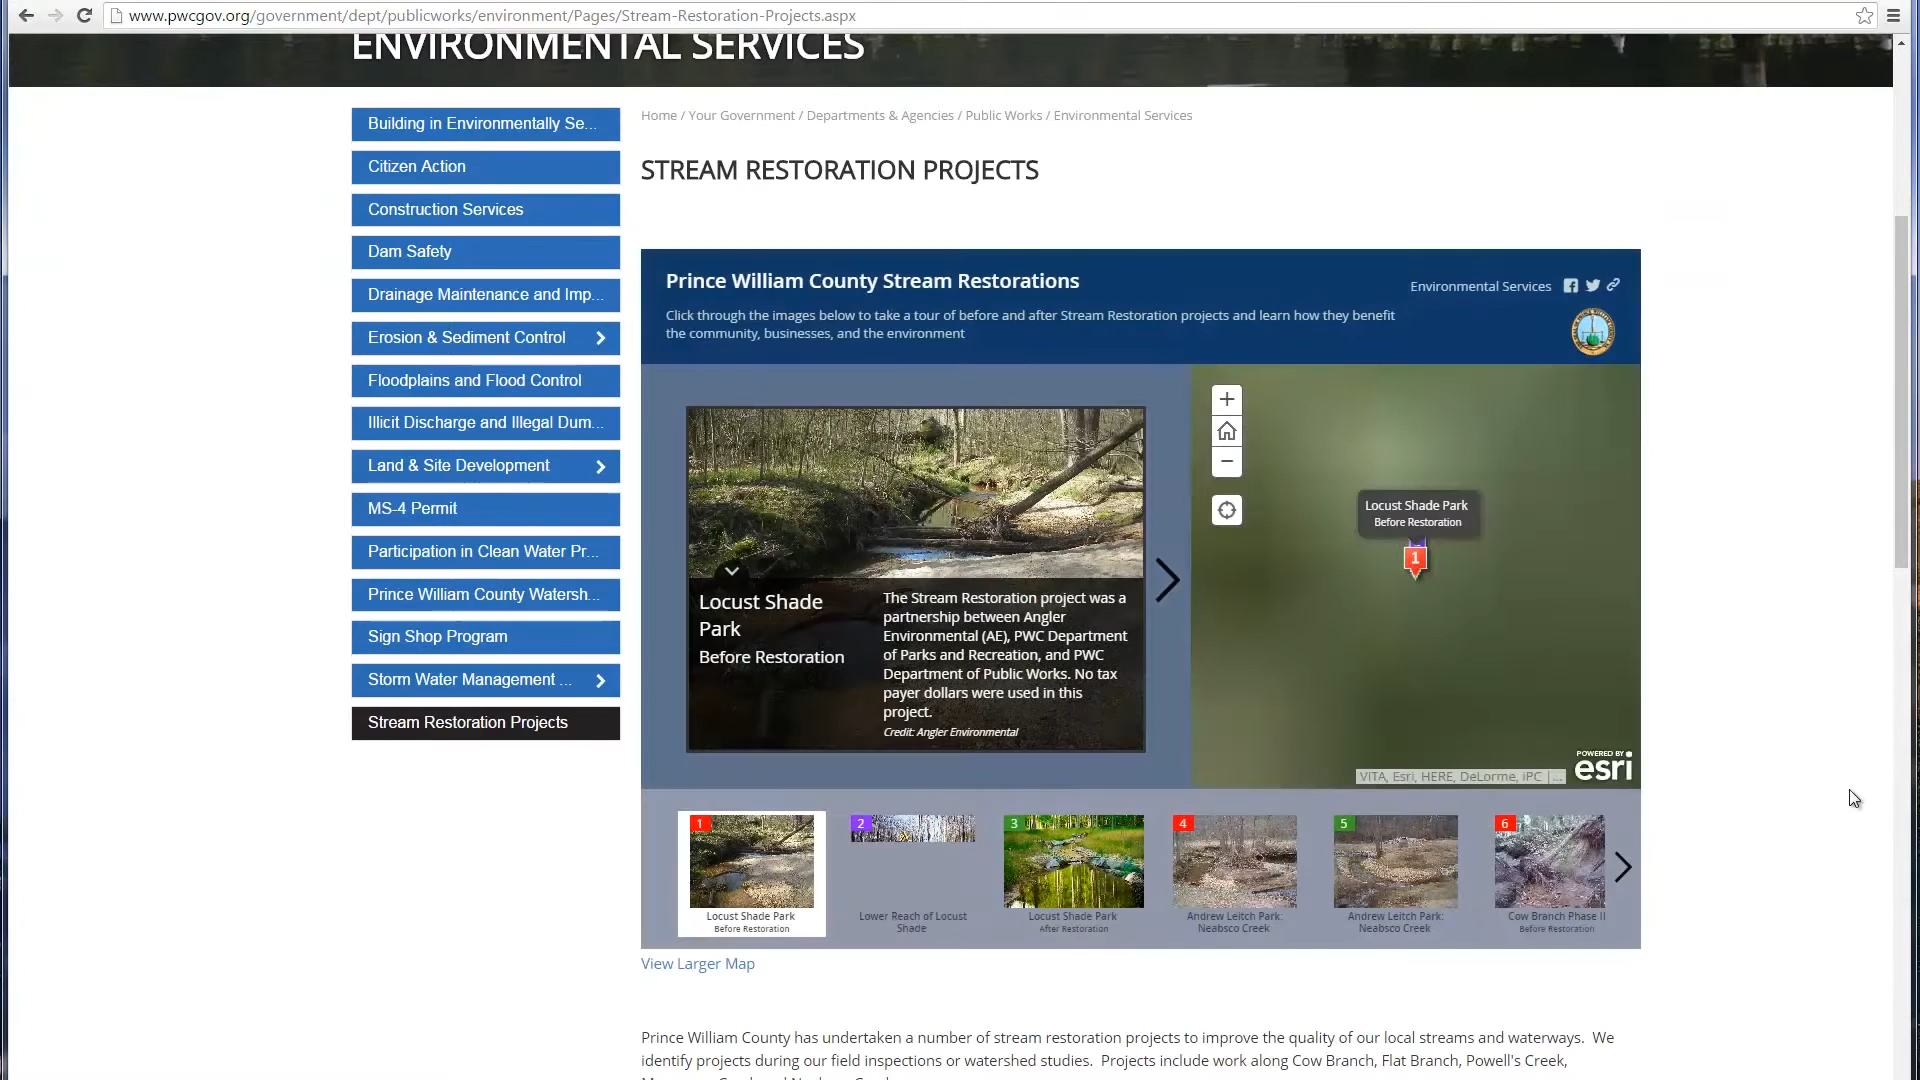 www.pwcgov.org/government/dept/publicworks/environment/Pages/Stream-Restoration-Projects.aspx
ENVIRONMENTAL SERVICES
Building in Environmentally Se...
Citizen Action
Construction Services
Dam Safety
Drainage Maintenance and Imp...
Erosion & Sediment Control
Floodplains and Flood Control
Illicit Discharge and Illegal Dum...
Land & Site Development
MS-4 Permit
Participation in Clean Water Pr...
Prince William County Watersh...
Sign Shop Program
Storm Water Management ...
Stream Restoration Projects
Home / Your Government / Departments & Agencies / Public Works / Environmental Services
STREAM RESTORATION PROJECTS
Prince William County Stream Restorations
Click through the images below to take a tour of before and after Stream Restoration projects and learn how they benefit
the community, businesses, and the environment
Environmental Services
Locust Shade
Park
Before Restoration
The Stream Restoration project was a
partnership between Angler
Environmental (AE), PWC Department
of Parks and Recreation, and PWC
Department of Public Works. No tax
payer dollars were used in this
project.
Credit: Angler Environmental
Locust Shade Park
Before Restoration
1
VITA, Esri, HERE, DeLorme, iPC | ...
POWERED BY
esri
1
Locust Shade Park
Before Restoration
2
Lower Reach of Locust
Shade
3
Locust Shade Park
After Restoration
4
Andrew Leitch Park:
Neabsco Creek
5
Andrew Leitch Park:
Neabsco Creek
6
Cow Branch Phase II
Before Restoration
View Larger Map
Prince William County has undertaken a number of stream restoration projects to improve the quality of our local streams and waterways. We
identify projects during our field inspections or watershed studies. Projects include work along Cow Branch, Flat Branch, Powell's Creek,